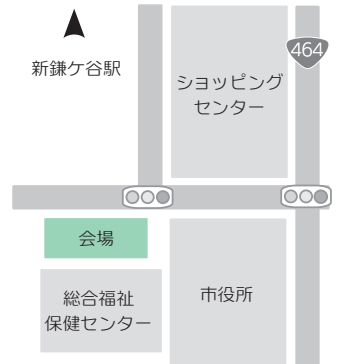 新鎌ケ谷駅
ショッピング
センター
464
会場
総合福祉
保健センター
市役所